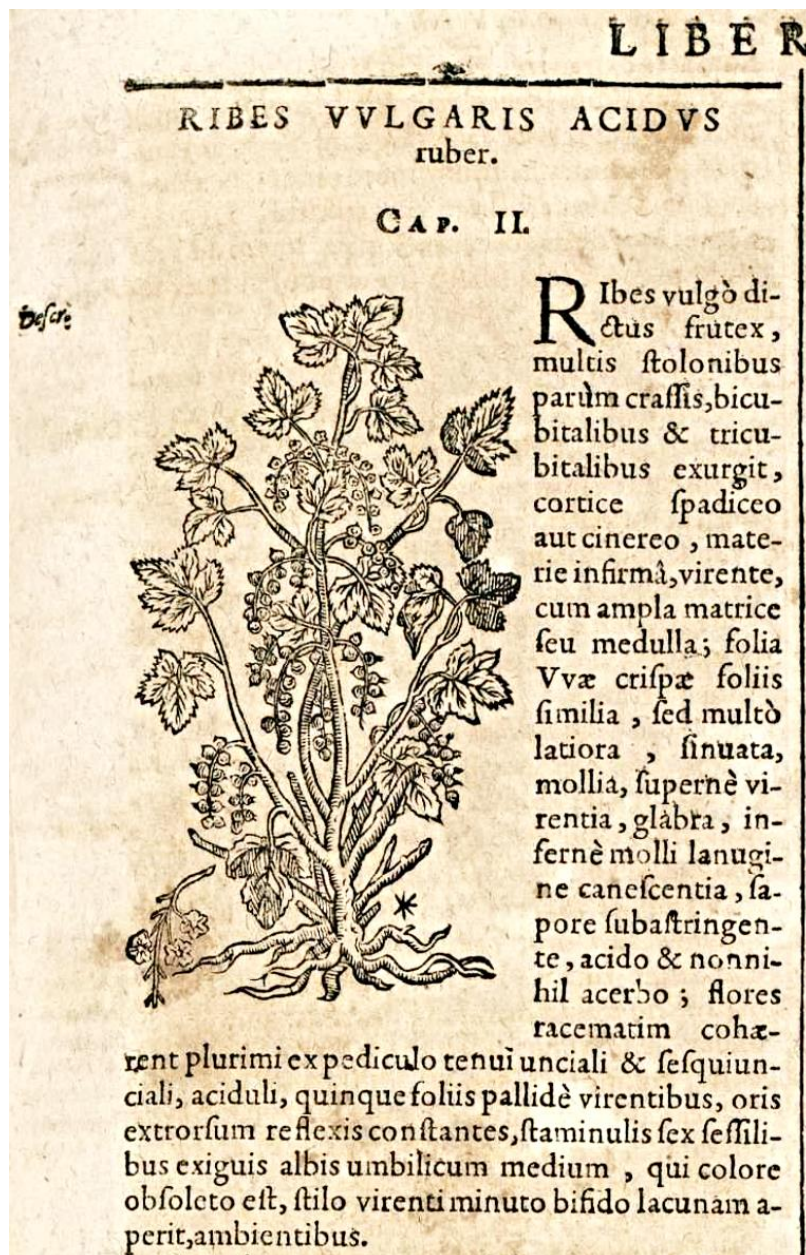 LIBER
RIBES VVLGARIS ACIDVS
ruber.
CAP. II.
Descr.
RIbes vulgò di-
ctus frutex,
multis ſtolonibus
parùm craſſis,bicu-
bitalibus & tricu-
bitalibus exurgit,
cortice ſpadiceo
aut cinereo, mate-
rie infirmâ,virente,
cum ampla matrice
ſeu medulla; folia
Vvæ criſpæ foliis
ſimilia, ſed multò
latiora, ſinuata,
mollia, ſupernè vi-
rentia, glabra, in-
fernè molli lanugi-
ne caneſcentia, ſa-
pore ſubaſtringen-
te, acido & nonni-
hil acerbo; flores
racematim cohæ-
rent plurimi ex pediculo tenui unciali & ſeſquiun-
ciali, aciduli, quinque foliis pallidè virentibus, oris
extrorſum reflexis conſtantes,ſtaminulis ſex ſeſſili-
bus exiguis albis umbilicum medium, qui colore
obſoleto eſt, ſtilo virenti minuto bifido lacunam a-
perit,ambientibus.